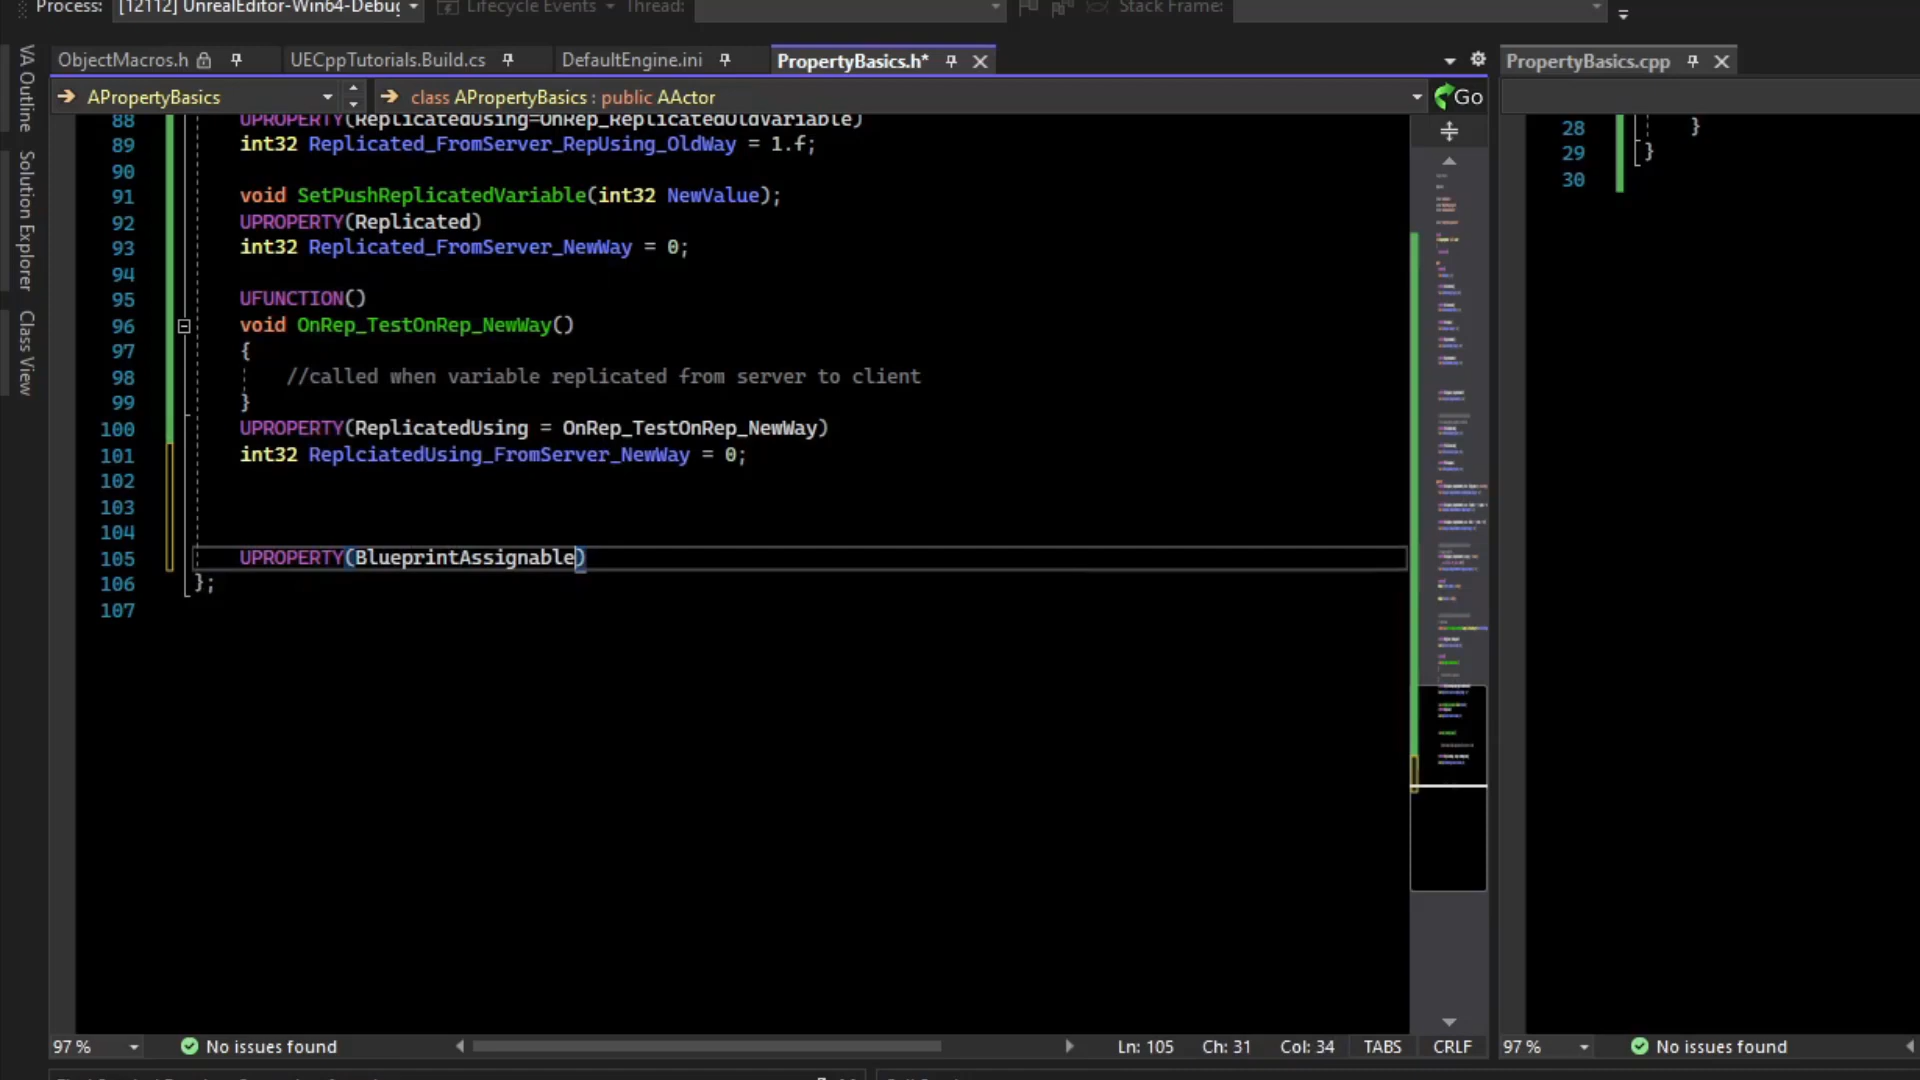 Process: [12112] UnrealEditor-Win64-Debug Lifecycle Events Thread: Stack Frame:
ObjectMacros.h UECppTutorials.Build.cs DefaultEngine.ini PropertyBasics.h* PropertyBasics.cpp
APropertyBasics class APropertyBasics : public AActor Go
VA Outline
Solution Explorer
Class View
88 UPROPERTY(ReplicatedUsing=OnRep_ReplicatedOldVariable)
89 int32 Replicated_FromServer_RepUsing_OldWay = 1.f;
90
91 void SetPushReplicatedVariable(int32 NewValue);
92 UPROPERTY(Replicated)
93 int32 Replicated_FromServer_NewWay = 0;
94
95 UFUNCTION()
96 void OnRep_TestOnRep_NewWay()
97 {
98 //called when variable replicated from server to client
99 }
100 UPROPERTY(ReplicatedUsing = OnRep_TestOnRep_NewWay)
101 int32 ReplciatedUsing_FromServer_NewWay = 0;
102
103
104
105 UPROPERTY(BlueprintAssignable)
106 };
107
28 }
29 }
30
97 % No issues found Ln: 105 Ch: 31 Col: 34 TABS CRLF
97 % No issues found